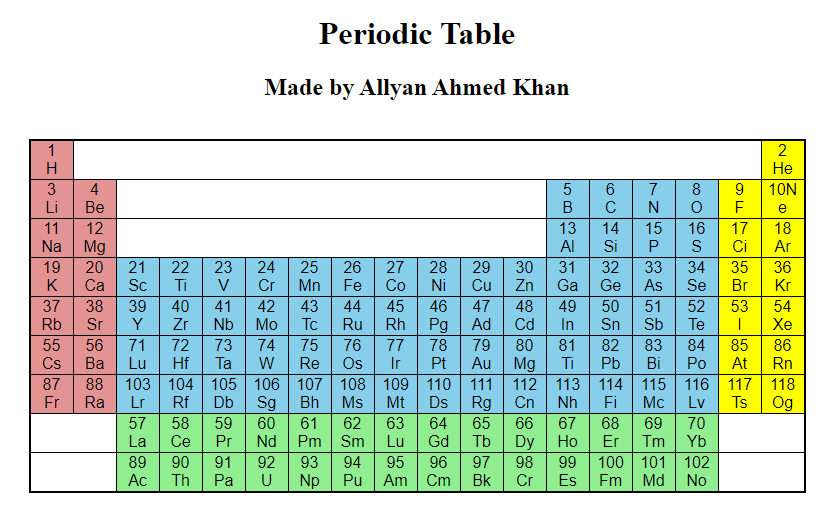 Periodic Table
Made by Allyan Ahmed Khan
1 2
H He
3 4 5 6 7 8 9 10N
Li Be B C N O F e
11 12 13 14 15 16 17 18
Na Mg Al Si P S Ci Ar
19 20 21 22 23 24 25 26 27 28 29 30 31 32 33 34 35 36
K Ca Sc Ti V Cr Mn Fe Co Ni Cu Zn Ga Ge As Se Br Kr
37 38 39 40 41 42 43 44 45 46 47 48 49 50 51 52 53 54
Rb Sr Y Zr Nb Mo Tc Ru Rh Pg Ad Cd In Sn Sb Te I Xe
55 56 71 72 73 74 75 76 77 78 79 80 81 82 83 84 85 86
Cs Ba Lu Hf Ta W Re Os Ir Pt Au Mg Ti Pb Bi Po At Rn
87 88 103 104 105 106 107 108 109 110 111 112 113 114 115 116 117 118
Fr Ra Lr Rf Db Sg Bh Ms Mt Ds Rg Cn Nh Fi Mc Lv Ts Og
57 58 59 60 61 62 63 64 65 66 67 68 69 70
La Ce Pr Nd Pm Sm Lu Gd Tb Dy Ho Er Tm Yb
89 90 91 92 93 94 95 96 97 98 99 100 101 102
Ac Th Pa U Np Pu Am Cm Bk Cr Es Fm Md No